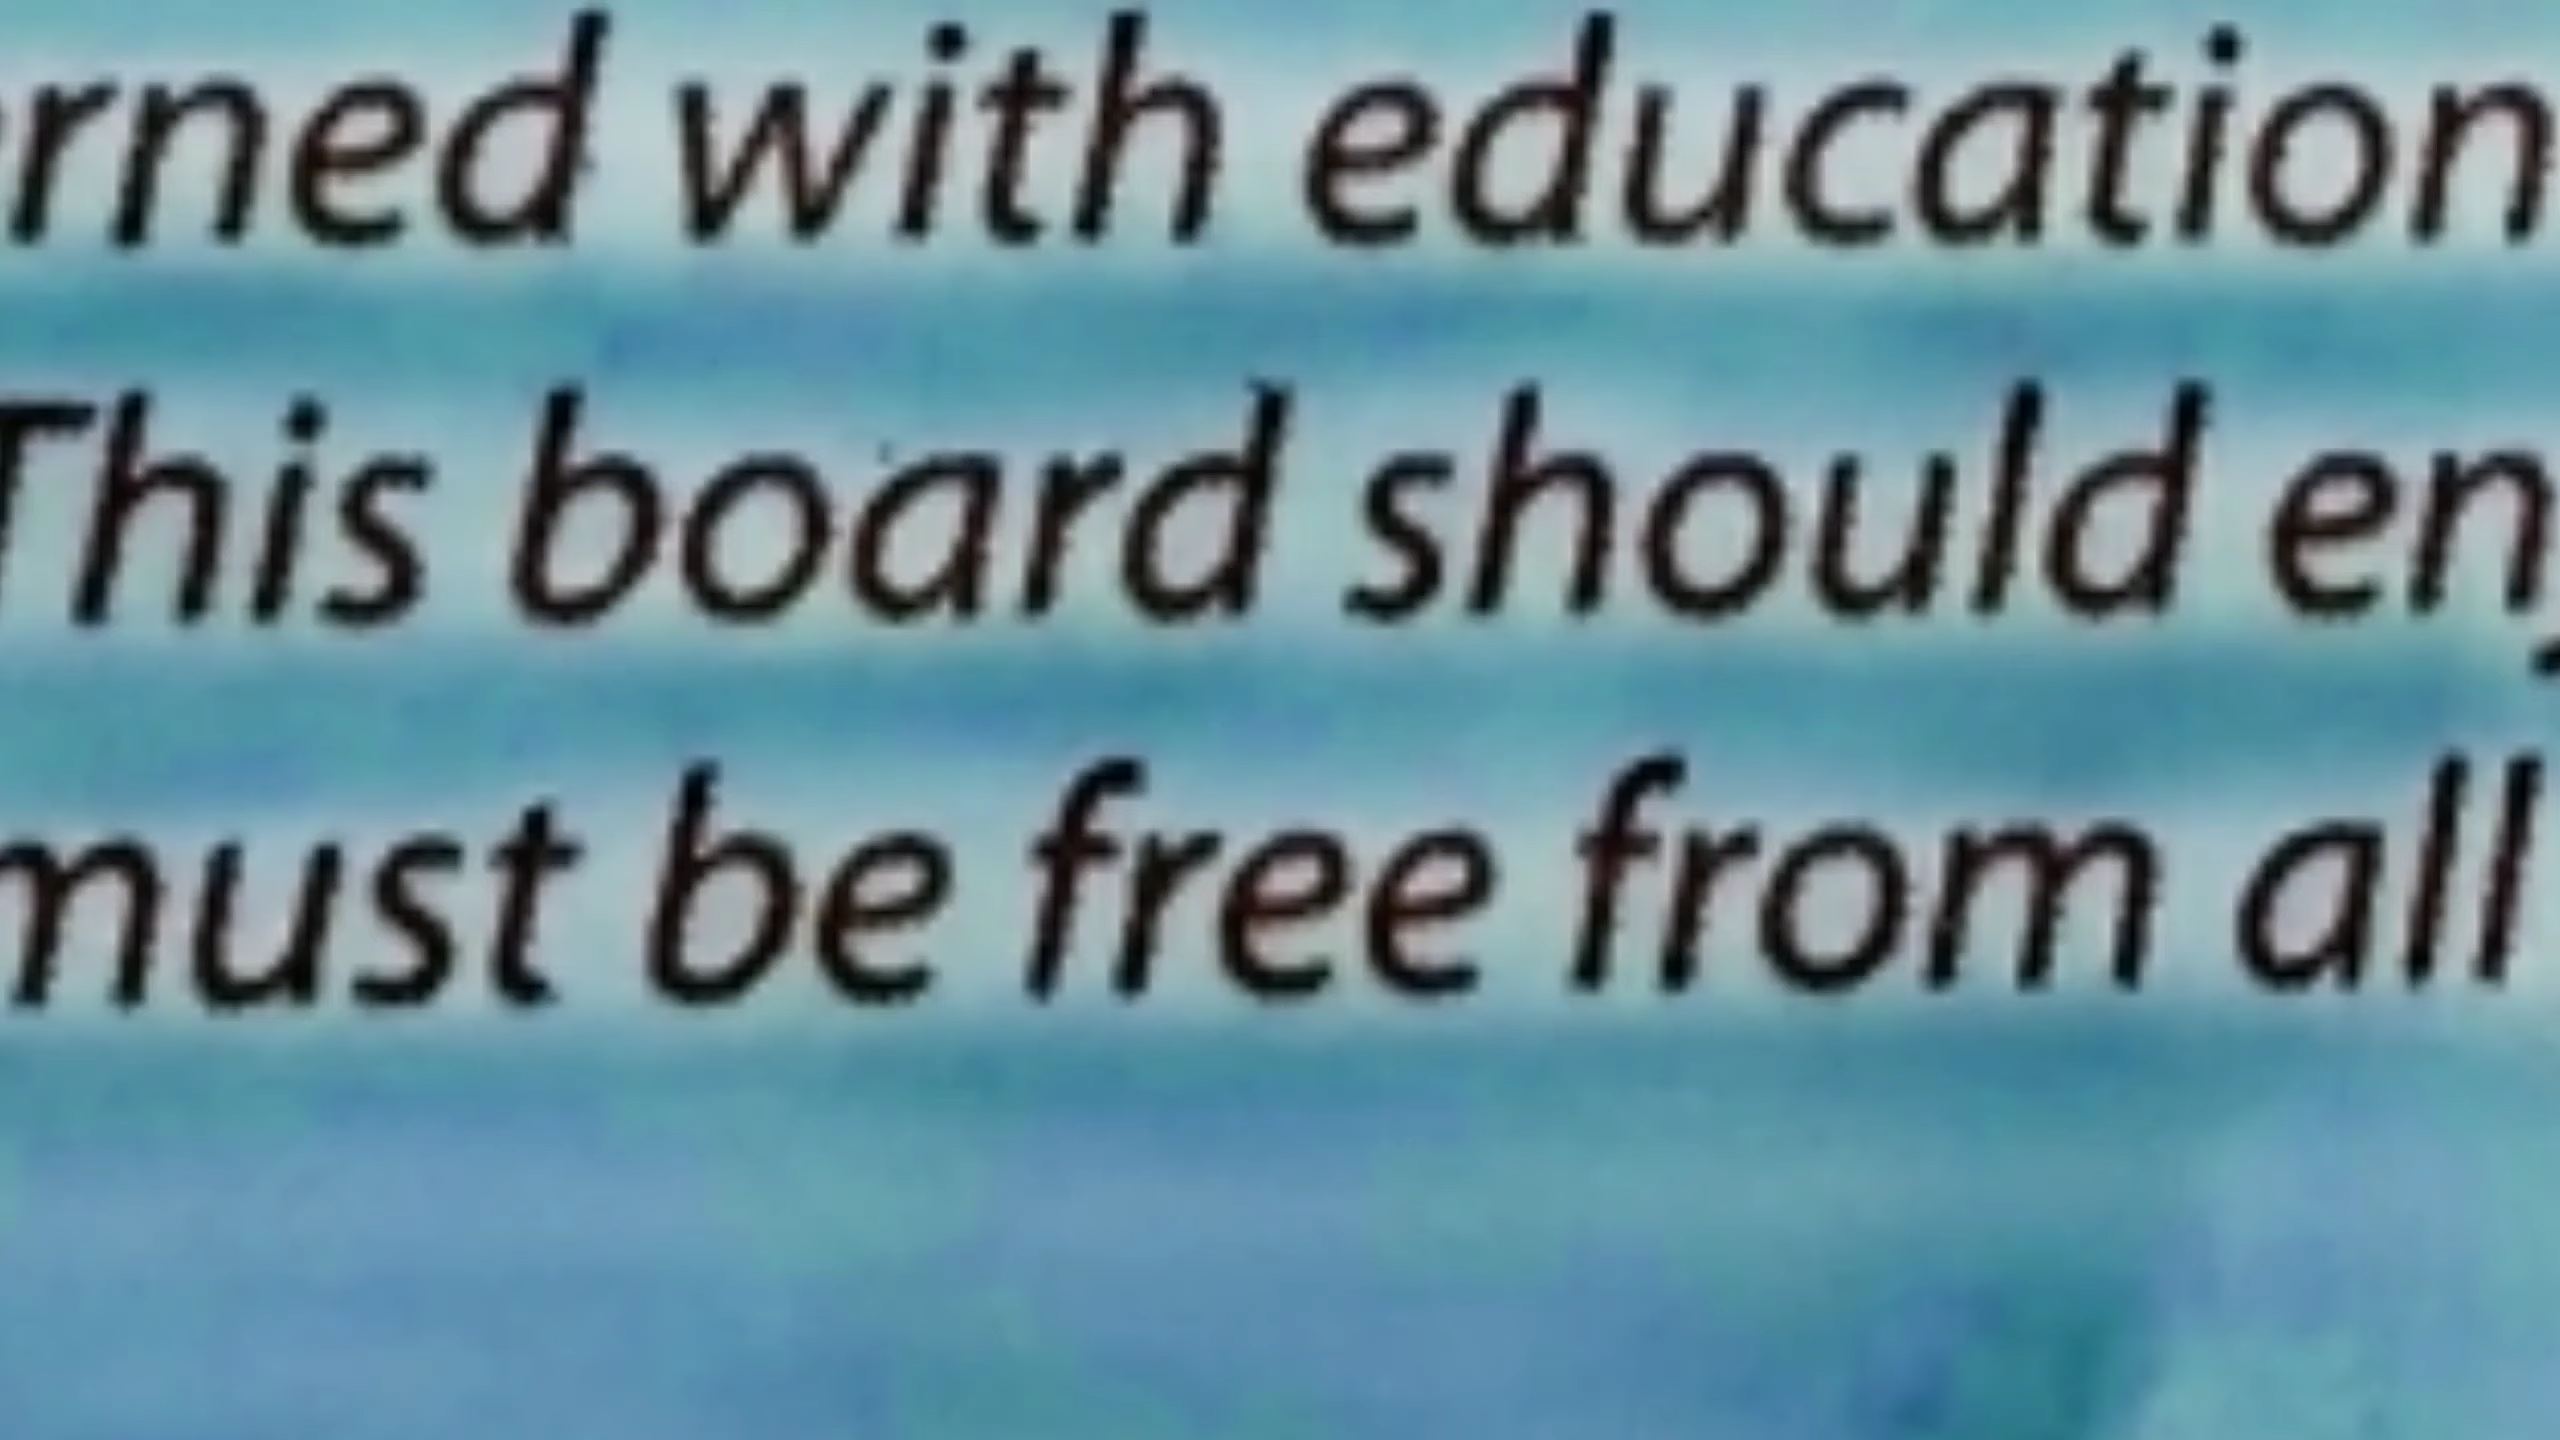 rned with education
This board should en
must be free from all